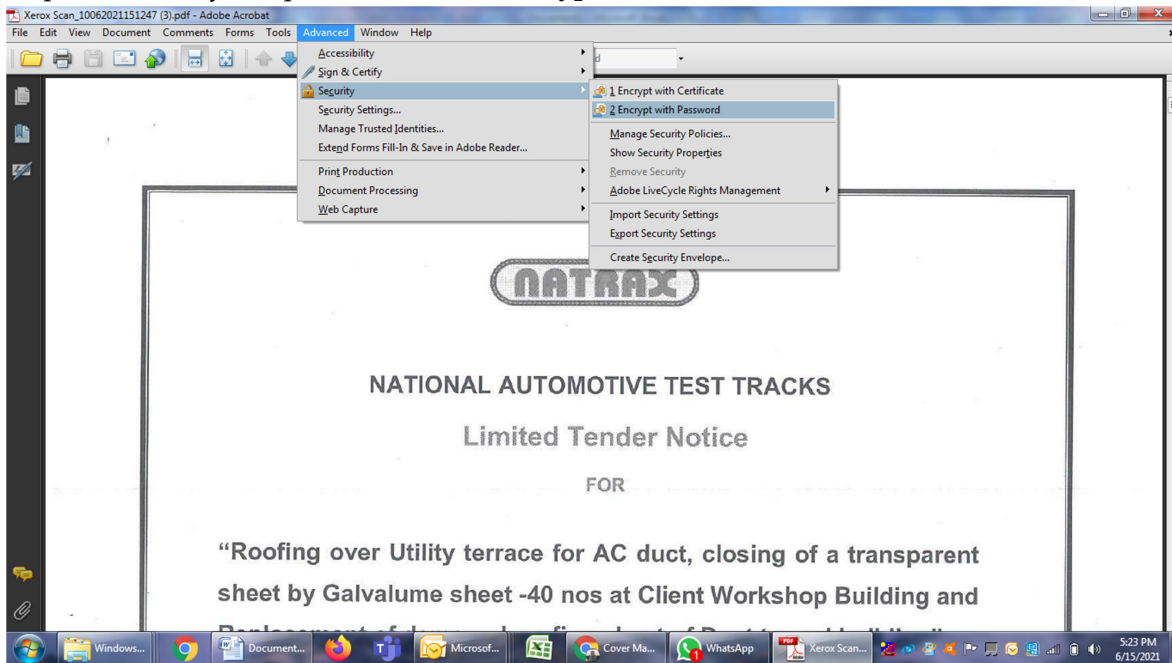 Xerox Scan_10062021151247 (3).pdf - Adobe Acrobat
File Edit View Document Comments Forms Tools Advanced Window Help
Accessibility
Sign & Certify
Security
Security Settings...
Manage Trusted Identities...
Extend Forms Fill-In & Save in Adobe Reader...
Print Production
Document Processing
Web Capture
1 Encrypt with Certificate
2 Encrypt with Password
Manage Security Policies...
Show Security Properties
Remove Security
Adobe LiveCycle Rights Management
Import Security Settings
Export Security Settings
Create Security Envelope...
NATRAX
NATIONAL AUTOMOTIVE TEST TRACKS
Limited Tender Notice
FOR
“Roofing over Utility terrace for AC duct, closing of a transparent
sheet by Galvalume sheet -40 nos at Client Workshop Building and
Windows... Document... Microsof... Cover Ma... WhatsApp Xerox Scan... 5:23 PM
6/15/2021